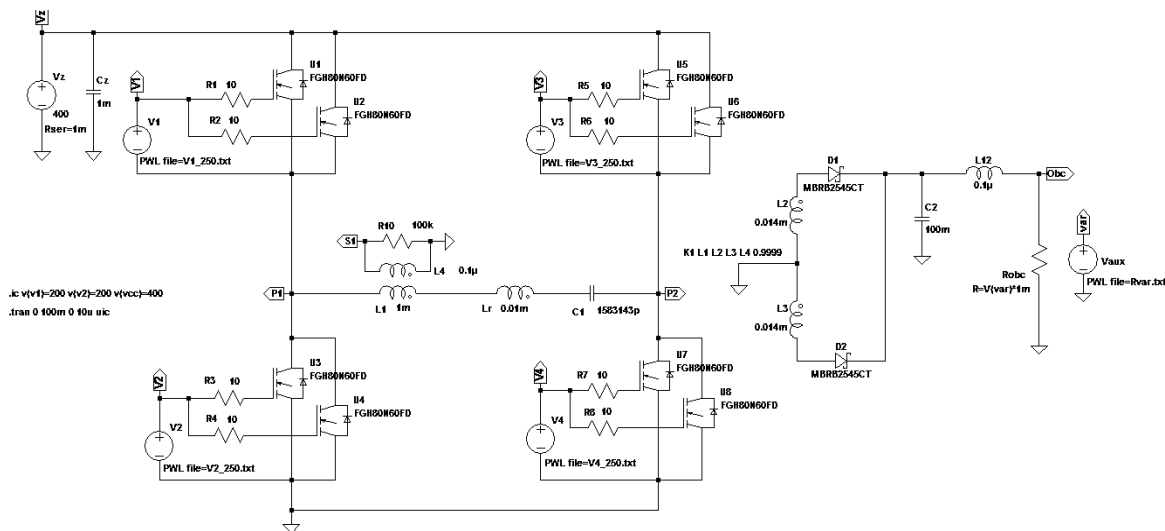 Vz
Vz
400
Rser=1m
Cz
1m
V1
R1 10
R2 10
U1
FGH80N60FD
U2
FGH80N60FD
V1
PWL file=V1_250.txt
V3
R5 10
R6 10
U5
FGH80N60FD
U6
FGH80N60FD
V3
PWL file=V3_250.txt
D1
MBRB2545CT
L12
0.1µ
Obc
L2
0.014m
C2
100m
K1 L1 L2 L3 L4 0.9999
var
Vaux
PWL file=Rvar.txt
Robc
R=V(var)*1m
L3
0.014m
D2
MBRB2545CT
S1
R10 100k
L4 0.1µ
P1
L1 1m
Lr 0.01m
C1 1583143p
P2
.ic v(v1)=200 v(v2)=200 v(vcc)=400
.tran 0 100m 0 10u uic
V2
R3 10
R4 10
U3
FGH80N60FD
U4
FGH80N60FD
V2
PWL file=V2_250.txt
V4
R7 10
R8 10
U7
FGH80N60FD
U8
FGH80N60FD
V4
PWL file=V4_250.txt